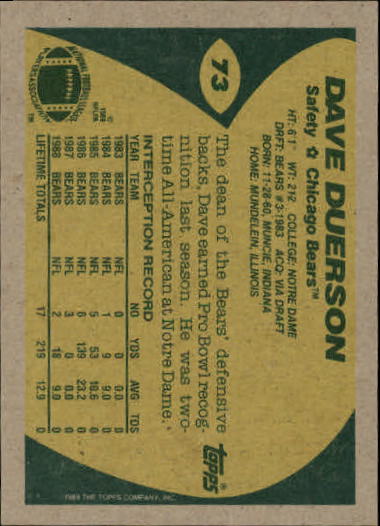 73
DAVE DUERSON
Safety ☆ Chicago Bears™
HT: 6'1" WT: 212 COLLEGE: NOTRE DAME
DRFT: BEARS #3-1983 ACQ: VIA DRAFT
BORN: 11-28-60, MUNCIE, INDIANA
HOME: MUNDELEIN, ILLINOIS
TOPPS®
The dean of the Bears' defensive
backs, Dave earned Pro Bowl recog-
nition last season. He was two-
time All-American at Notre Dame.
INTERCEPTION RECORD
YEAR TEAM NO YDS AVG TDS
1983 BEARS NFL 0 0 0.0 0
1984 BEARS NFL 1 9 9.0 0
1985 BEARS NFL 5 53 10.6 0
1986 BEARS NFL 6 139 23.2 0
1987 BEARS NFL 3 0 0.0 0
1988 BEARS NFL 2 18 9.0 0
LIFETIME TOTALS 17 219 12.9 0
1989 THE TOPPS COMPANY, INC.